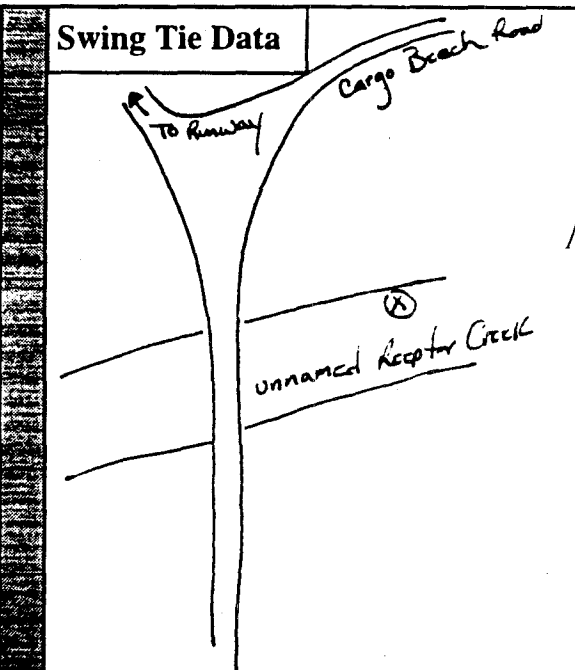 Swing Tie Data
Cargo Beach Road
To Runway
X
unnamed Receptor Creek